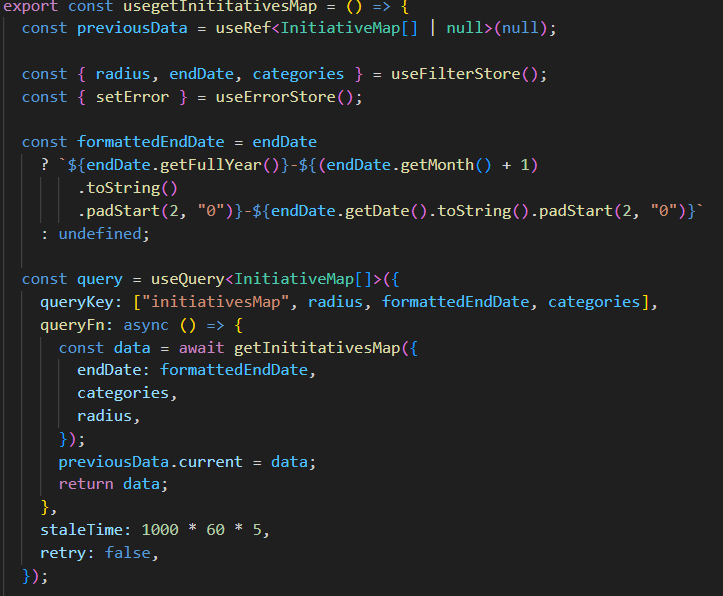 export const usegetInititativesMap = () => {
const previousData = useRef<InitiativeMap[] | null>(null);
const { radius, endDate, categories } = useFilterStore();
const { setError } = useErrorStore();
const formattedEndDate = endDate
? `${endDate.getFullYear()}-${(endDate.getMonth() + 1)
.toString()
.padStart(2, "0")}-${endDate.getDate().toString().padStart(2, "0")}`
: undefined;
const query = useQuery<InitiativeMap[]>({
queryKey: ["initiativesMap", radius, formattedEndDate, categories],
queryFn: async () => {
const data = await getInititativesMap({
endDate: formattedEndDate,
categories,
radius,
});
previousData.current = data;
return data;
},
staleTime: 1000 * 60 * 5,
retry: false,
});